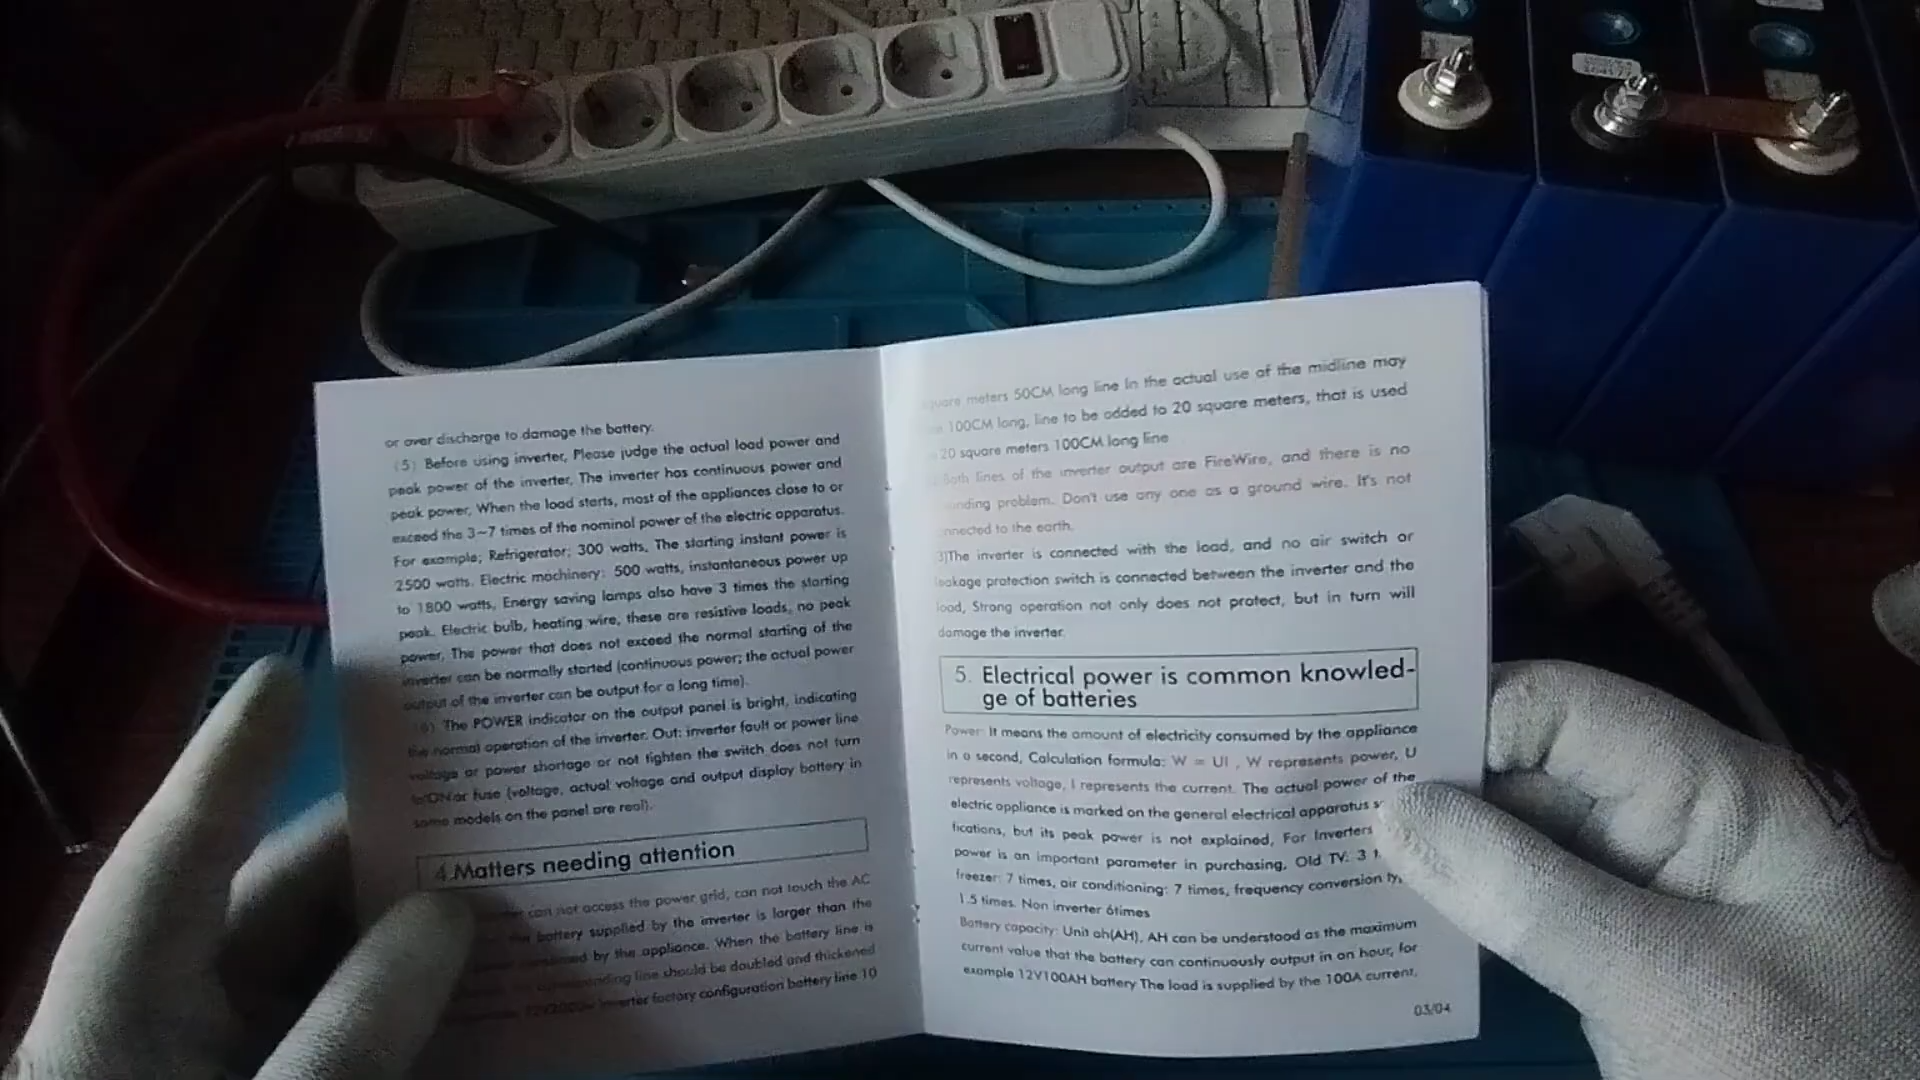 or over discharge to damage the battery.
(5) Before using inverter, Please judge the actual load power and
peak power of the inverter, The inverter has continuous power and
peak power, When the load starts, most of the appliances close to or
exceed the 3~7 times of the nominal power of the electric apparatus.
For example; Refrigerator; 300 watts, The starting instant power is
2500 watts. Electric machinery: 500 watts, instantaneous power up
to 1800 watts, Energy saving lamps also have 3 times the starting
peak. Electric bulb, heating wire, these are resistive loads, no peak
power, The power that does not exceed the normal starting of the
inverter can be normally started (continuous power; the actual power
output of the inverter can be output for a long time).
(6) The POWER indicator on the output panel is bright, indicating
the normal operation of the inverter. Out: inverter fault or power line
voltage or power shortage or not tighten the switch does not turn
fuse (voltage, actual voltage and output display battery in
some models on the panel are real).
4.Matters needing attention
can not access the power grid, can not touch the AC
battery supplied by the inverter is larger than the
by the appliance. When the battery line is
line should be doubled and thickened
inverter factory configuration battery line 10
meters 50CM long line In the actual use of the midline may
100CM long, line to be added to 20 square meters, that is used
20 square meters 100CM long line
Both lines of the inverter output are FireWire, and there is no
problem. Don't use any one as a ground wire. It's not
to the earth.
3)The inverter is connected with the load, and no air switch or
leakage protection switch is connected between the inverter and the
load, Strong operation not only does not protect, but in turn will
damage the inverter.
5. Electrical power is common knowled-
ge of batteries
Power: It means the amount of electricity consumed by the appliance
in a second, Calculation formula: W = UI , W represents power, U
represents voltage, I represents the current. The actual power of the
electric appliance is marked on the general electrical apparatus
fications, but its peak power is not explained, For Inverters
power is an important parameter in purchasing, Old TV: 3
freezer: 7 times, air conditioning: 7 times, frequency conversion
1.5 times. Non inverter 6times
Battery capacity: Unit ah(AH), AH can be understood as the maximum
current value that the battery can continuously output in an hour, for
example 12V100AH battery The load is supplied by the 100A current,
03/04